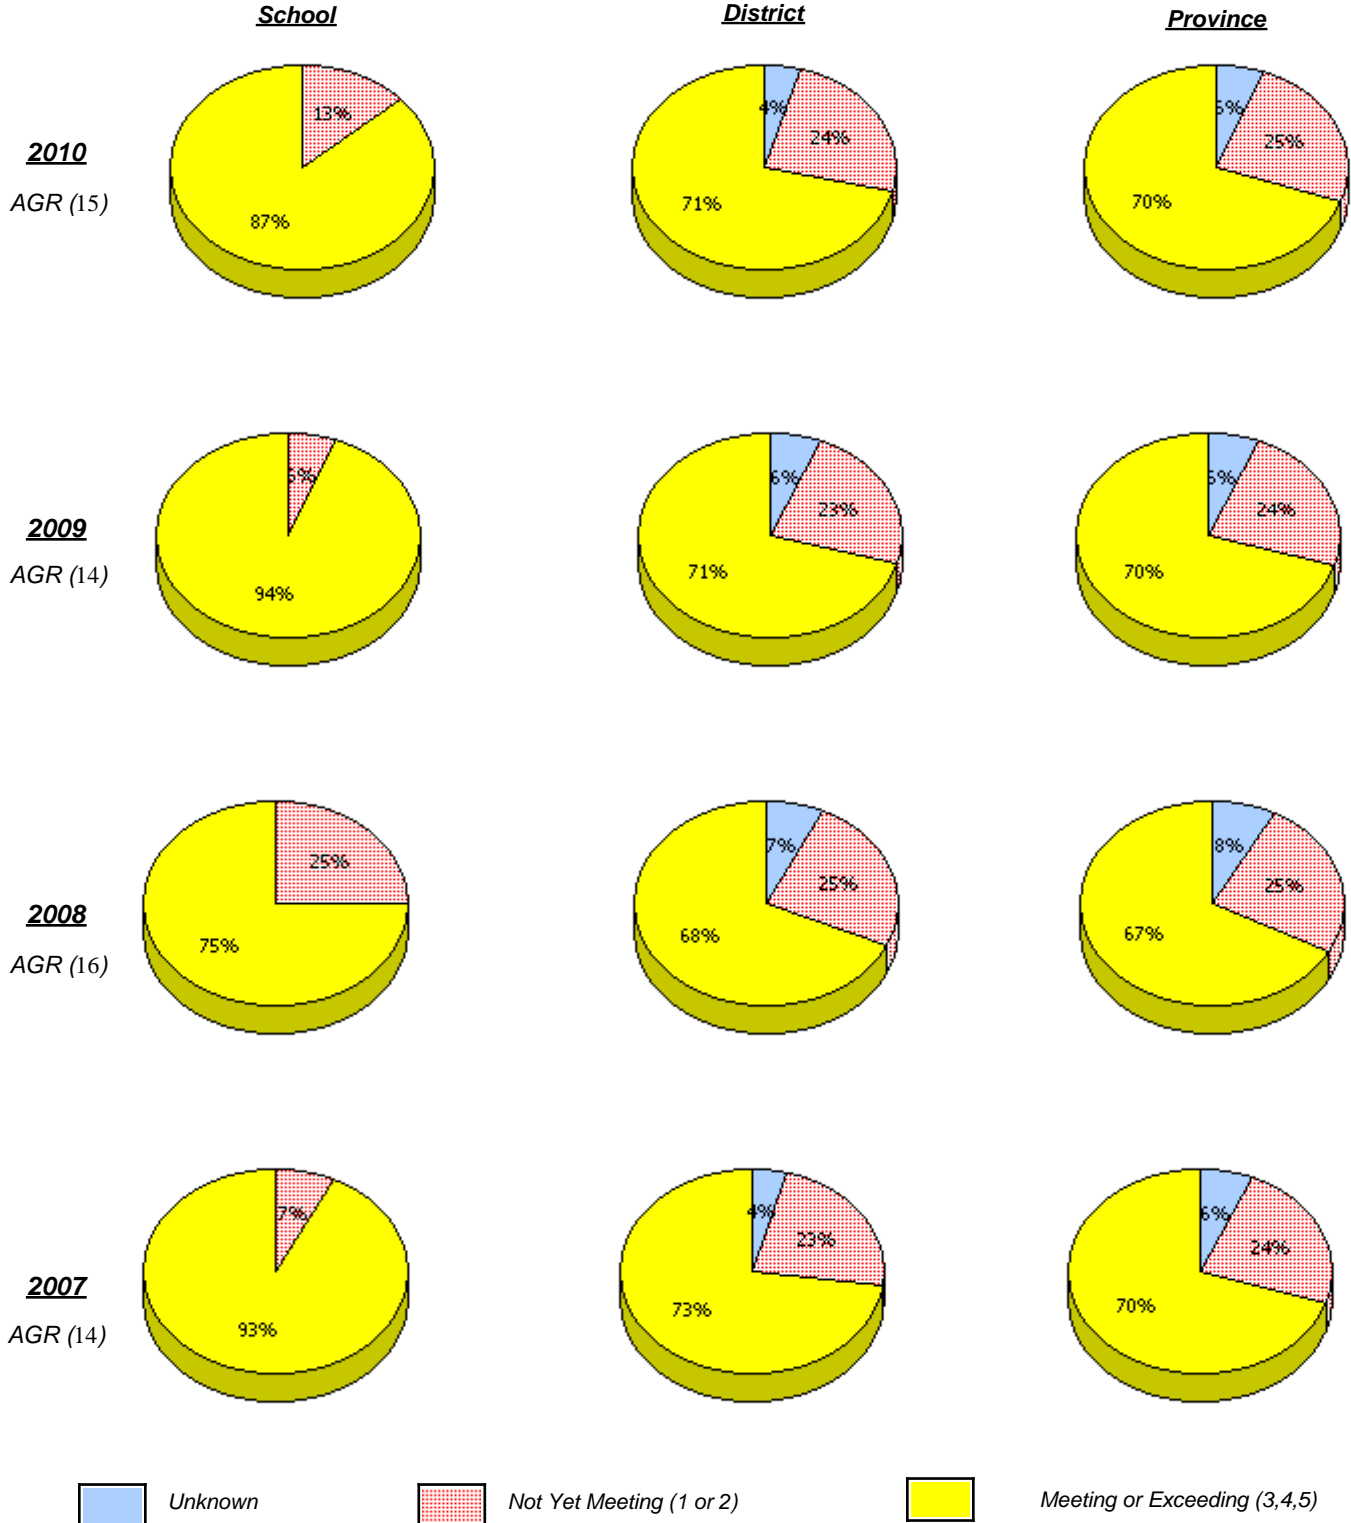 School District Province
13% 4% 24% 25%
2010
AGR (15)
87% 71% 70%
6% 23% 24%
2009
AGR (14)
94% 71% 70%
25% 7% 25% 8% 25%
2008
AGR (16)
75% 68% 67%
7% 4% 23% 6% 24%
2007
AGR (14)
93% 73% 70%
Unknown Not Yet Meeting (1 or 2) Meeting or Exceeding (3,4,5)